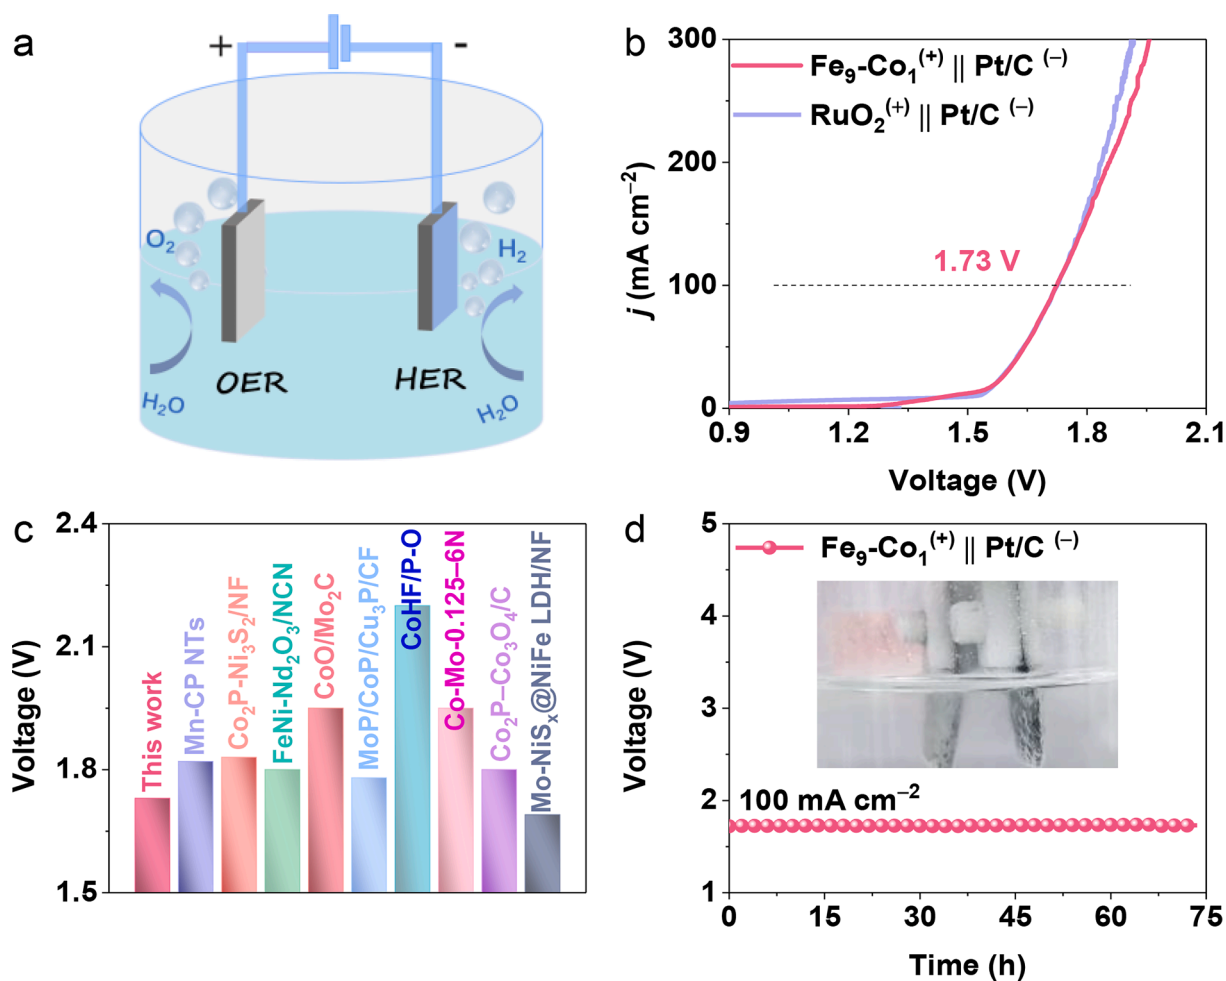 a
+
-
O₂
H₂
H₂O
OER
HER
H₂O
b
300
200
100
0
j (mA cm⁻²)
Fe₉-Co₁⁽⁺⁾ || Pt/C ⁽⁻⁾
RuO₂⁽⁺⁾ || Pt/C ⁽⁻⁾
1.73 V
0.9 1.2 1.5 1.8 2.1
Voltage (V)
c
2.4
2.1
1.8
1.5
Voltage (V)
This work
Mn-CP NTs
Co₂P-Ni₃S₂/NF
FeNi-Nd₂O₃/NCN
CoO/Mo₂C
MoP/CoP/Cu₃P/CF
CoHF/P-O
Co-Mo-0.125–6N
Co₂P–Co₃O₄/C
Mo-NiSₓ@NiFe LDH/NF
d
5
4
3
2
1
Voltage (V)
Fe₉-Co₁⁽⁺⁾ || Pt/C ⁽⁻⁾
100 mA cm⁻²
0 15 30 45 60 75
Time (h)